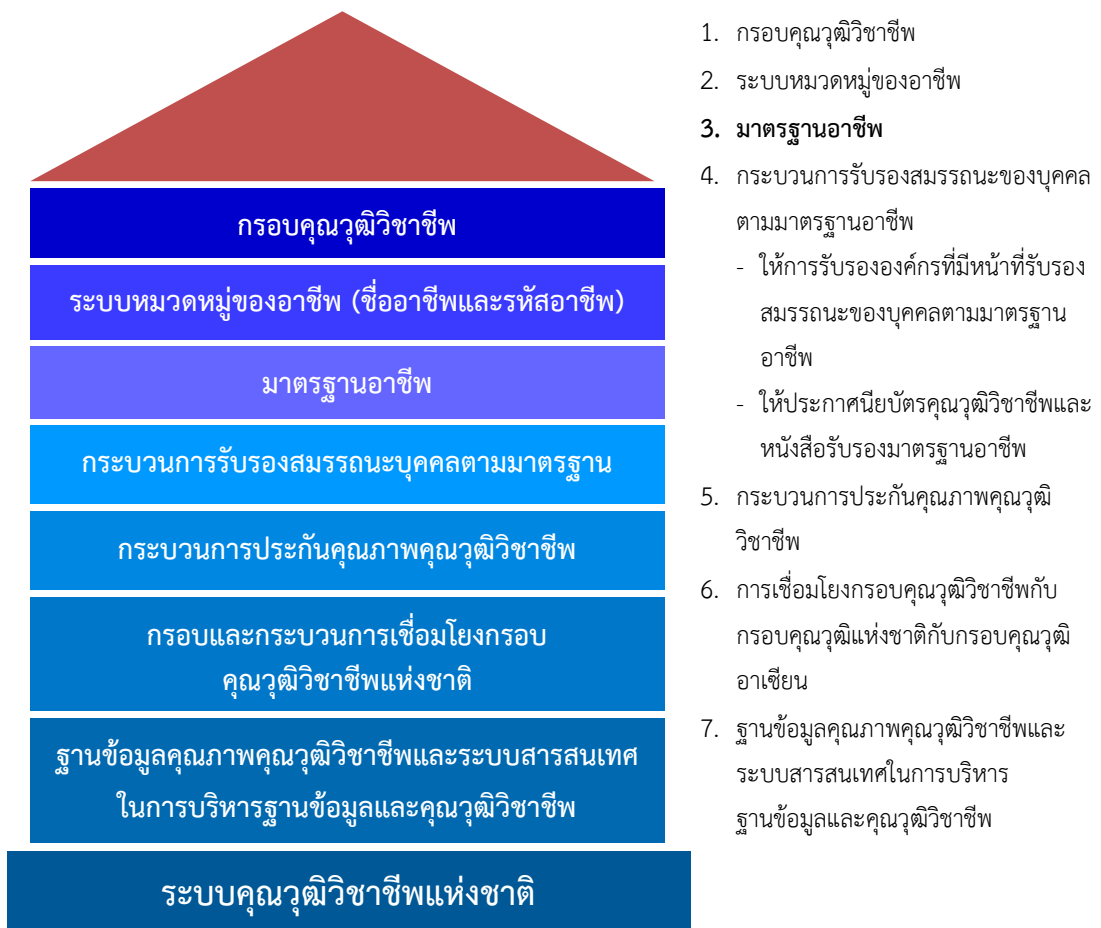 กรอบคุณวุฒิวิชาชีพ
ระบบหมวดหมู่ของอาชีพ (ชื่ออาชีพและรหัสอาชีพ)
มาตรฐานอาชีพ
กระบวนการรับรองสมรรถนะบุคคลตามมาตรฐาน
กระบวนการประกันคุณภาพคุณวุฒิวิชาชีพ
กรอบและกระบวนการเชื่อมโยงกรอบ
คุณวุฒิวิชาชีพแห่งชาติ
ฐานข้อมูลคุณภาพคุณวุฒิวิชาชีพและระบบสารสนเทศ
ในการบริหารฐานข้อมูลและคุณวุฒิวิชาชีพ
ระบบคุณวุฒิวิชาชีพแห่งชาติ
1. กรอบคุณวุฒิวิชาชีพ
2. ระบบหมวดหมู่ของอาชีพ
3. มาตรฐานอาชีพ
4. กระบวนการรับรองสมรรถนะของบุคคล
ตามมาตรฐานอาชีพ
- ให้การรับรององค์กรที่มีหน้าที่รับรอง
สมรรถนะของบุคคลตามมาตรฐาน
อาชีพ
- ให้ประกาศนียบัตรคุณวุฒิวิชาชีพและ
หนังสือรับรองมาตรฐานอาชีพ
5. กระบวนการประกันคุณภาพคุณวุฒิ
วิชาชีพ
6. การเชื่อมโยงกรอบคุณวุฒิวิชาชีพกับ
กรอบคุณวุฒิแห่งชาติกับกรอบคุณวุฒิ
อาเซียน
7. ฐานข้อมูลคุณภาพคุณวุฒิวิชาชีพและ
ระบบสารสนเทศในการบริหาร
ฐานข้อมูลและคุณวุฒิวิชาชีพ